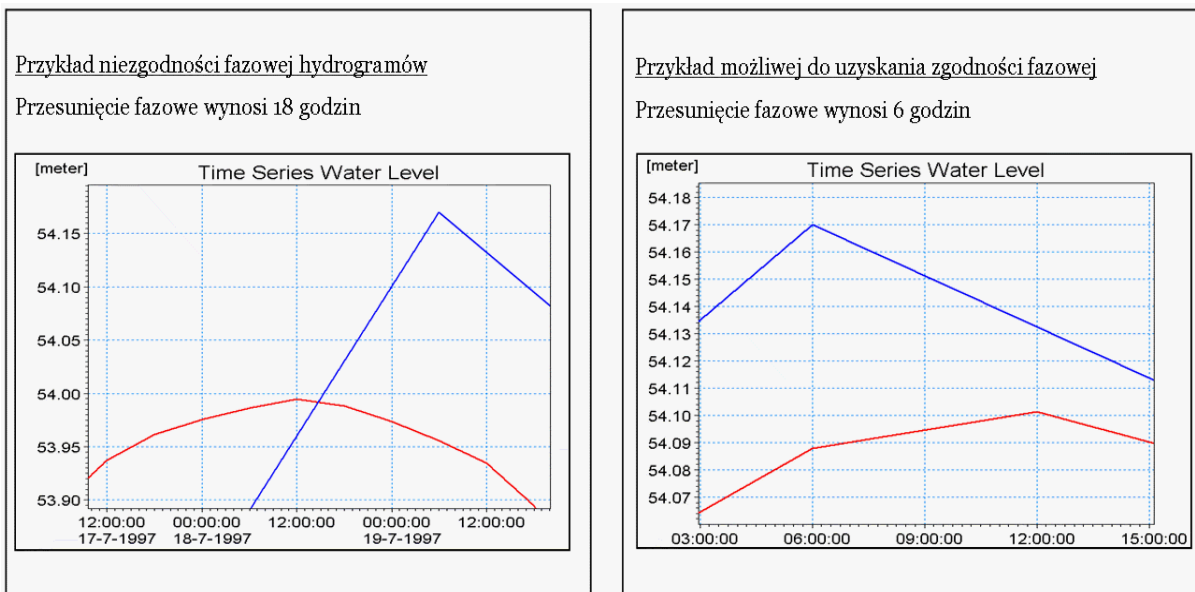 Przykład niezgodności fazowej hydrogramów
Przesunięcie fazowe wynosi 18 godzin
[meter]
Time Series Water Level
54.15
54.10
54.05
54.00
53.95
53.90
12:00:00 00:00:00 12:00:00 00:00:00 12:00:00
17-7-1997 18-7-1997 19-7-1997
Przykład możliwej do uzyskania zgodności fazowej
Przesunięcie fazowe wynosi 6 godzin
[meter]
Time Series Water Level
54.18
54.17
54.16
54.15
54.14
54.13
54.12
54.11
54.10
54.09
54.08
54.07
03:00:00 06:00:00 09:00:00 12:00:00 15:00:00